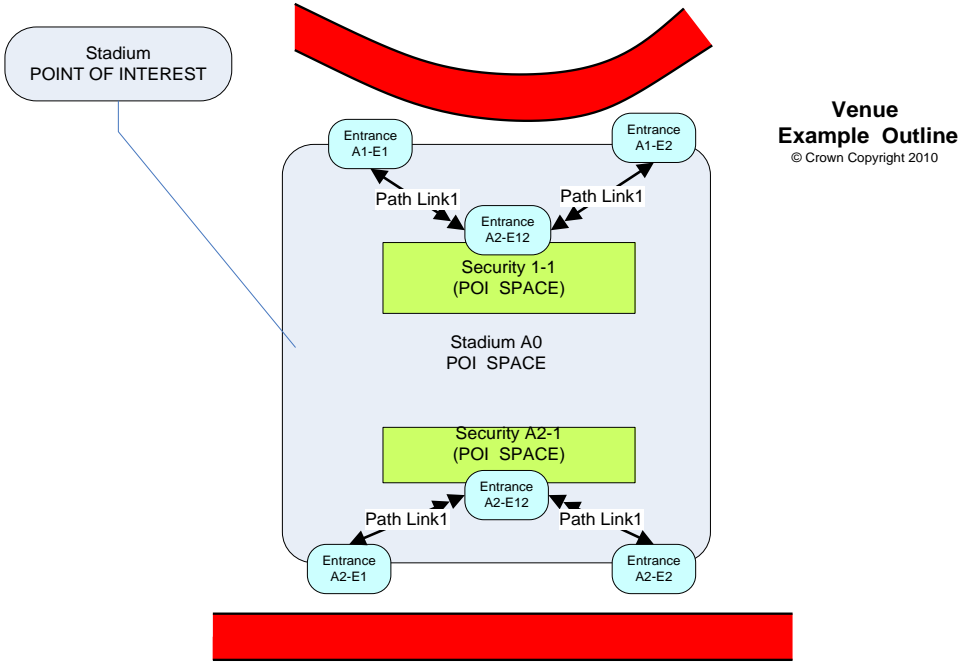 Stadium
POINT OF INTEREST
Venue
Example Outline
© Crown Copyright 2010
Entrance
A1-E1
Entrance
A1-E2
Path Link1
Path Link1
Entrance
A2-E12
Security 1-1
(POI SPACE)
Stadium A0
POI SPACE
Security A2-1
(POI SPACE)
Entrance
A2-E12
Path Link1
Path Link1
Entrance
A2-E1
Entrance
A2-E2